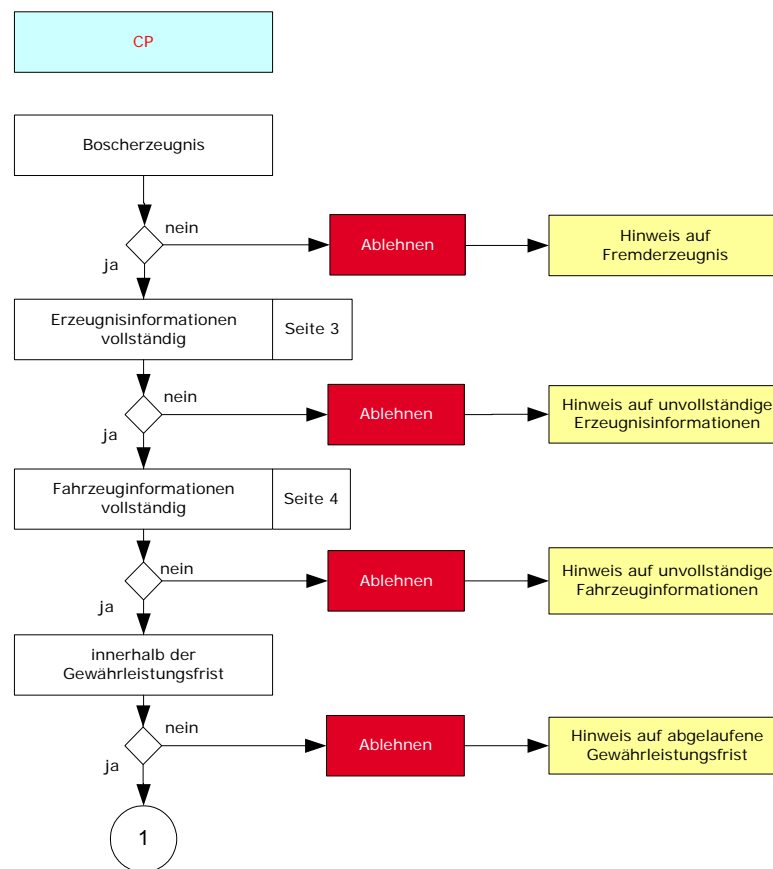 CP
Boscherzeugnis
nein
Ablehnen
Hinweis auf
Fremderzeugnis
ja
Erzeugnisinformationen
vollständig
Seite 3
nein
Ablehnen
Hinweis auf unvollständige
Erzeugnisinformationen
ja
Fahrzeuginformationen
vollständig
Seite 4
nein
Ablehnen
Hinweis auf unvollständige
Fahrzeuginformationen
ja
innerhalb der
Gewährleistungsfrist
nein
Ablehnen
Hinweis auf abgelaufene
Gewährleistungsfrist
ja
1